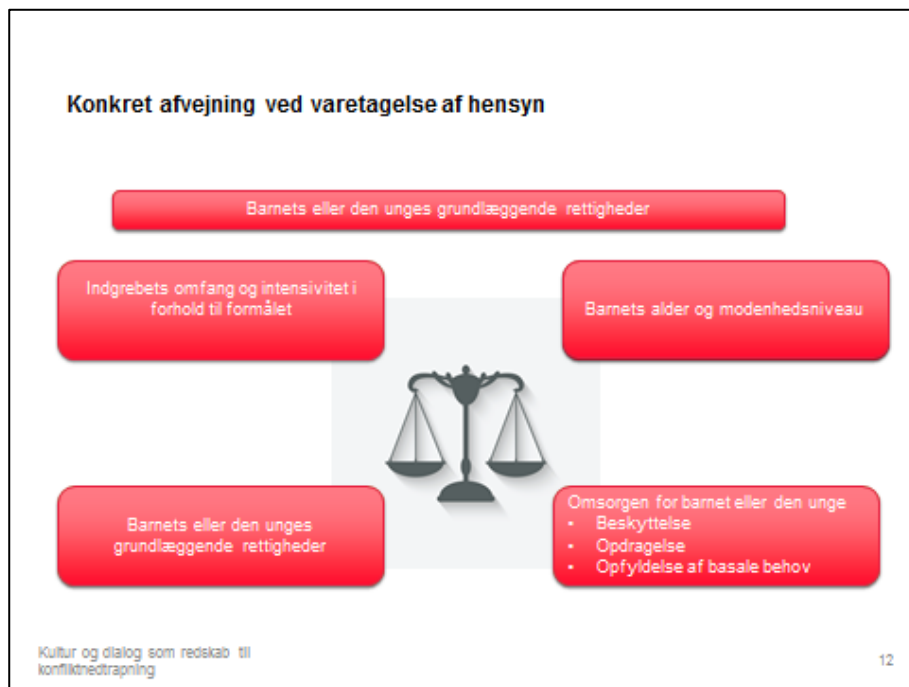 Konkret afvejning ved varetagelse af hensyn
Barnets eller den unges grundlæggende rettigheder
Indgrebets omfang og intensivitet i
forhold til formålet
Barnets alder og modenhedsniveau
Barnets eller den unges
grundlæggende rettigheder
Omsorgen for barnet eller den unge
▪ Beskyttelse
▪ Opdragelse
▪ Opfyldelse af basale behov
Kultur og dialog som redskab til
konfliktnedtrapning
12